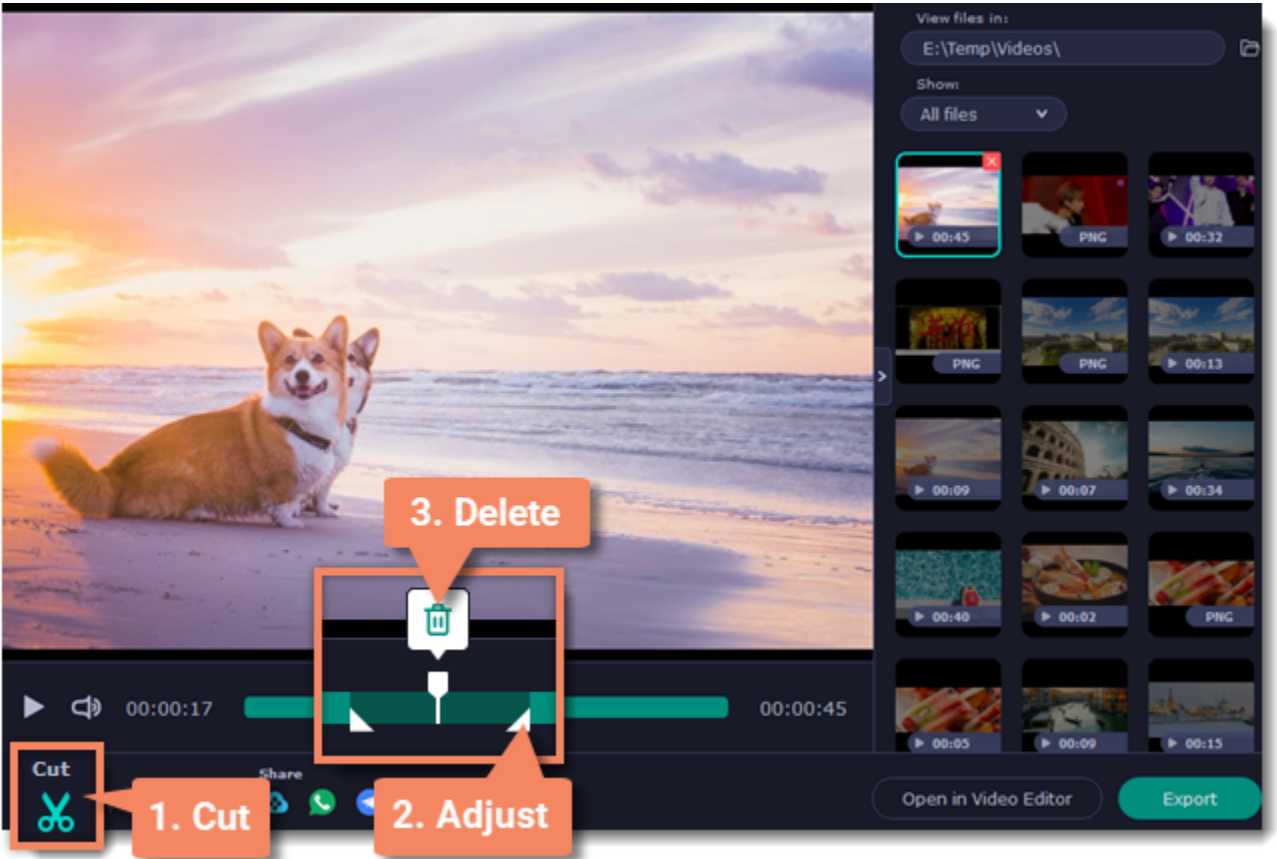 View files in:
E:\Temp\Videos\
Show:
All files
00:45
PNG
00:32
PNG
PNG
00:13
00:09
00:07
00:34
00:40
00:02
PNG
00:05
00:09
00:15
3. Delete
00:00:17
00:00:45
Cut
Share
1. Cut
2. Adjust
Open in Video Editor
Export